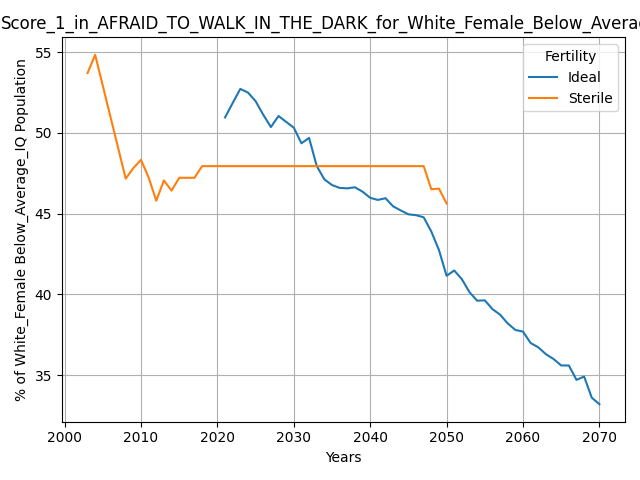 Score_1_in_AFRAID_TO_WALK_IN_THE_DARK_for_White_Female_Below_Avera
Fertility
Ideal
Sterile
% of White_Female Below_Average_IQ Population
55
50
45
40
35
2000 2010 2020 2030 2040 2050 2060 2070
Years